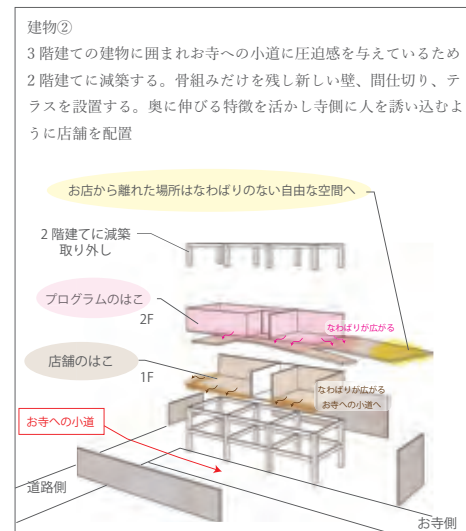 建物②
3 階建ての建物に囲まれお寺への小道に圧迫感を与えているため
2 階建てに減築する。骨組みだけを残し新しい壁、間仕切り、テ
ラスを設置する。奥に伸びる特徴を活かし寺側に人を誘い込むよ
うに店舗を配置
お店から離れた場所はなわばりのない自由な空間へ
2 階建てに減築
取り外し
プログラムのはこ
2F
なわばりが広がる
店舗のはこ
1F
なわばりが広がる
お寺への小道へ
お寺への小道
道路側
お寺側